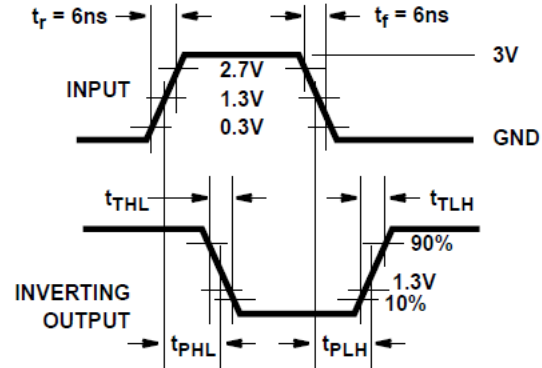 tr = 6ns
tf = 6ns
3V
2.7V
INPUT
1.3V
0.3V
GND
tTHL
tTLH
90%
1.3V
INVERTING
10%
OUTPUT
tPHL
tPLH